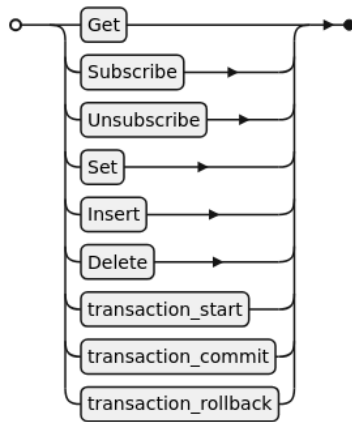 Get
Subscribe
Unsubscribe
Set
Insert
Delete
transaction_start
transaction_commit
transaction_rollback